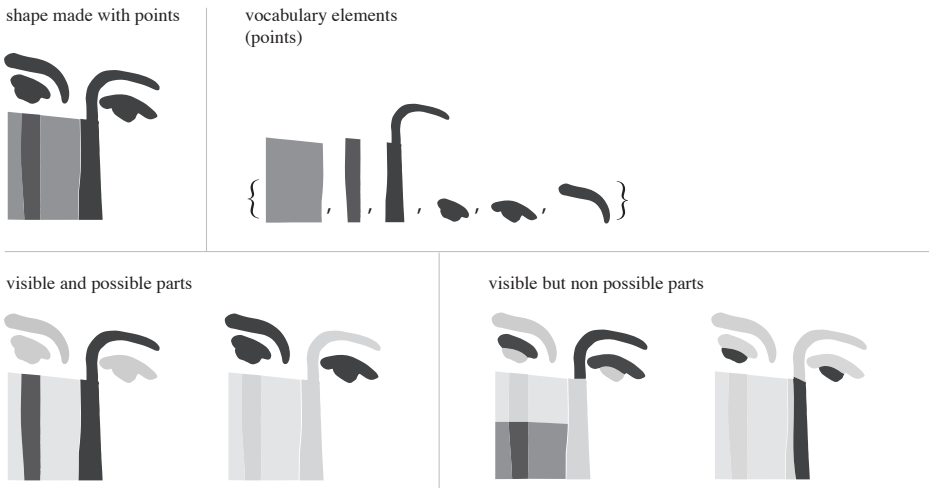 shape made with points
vocabulary elements
(points)
{ , , , , , }
visible and possible parts
visible but non possible parts